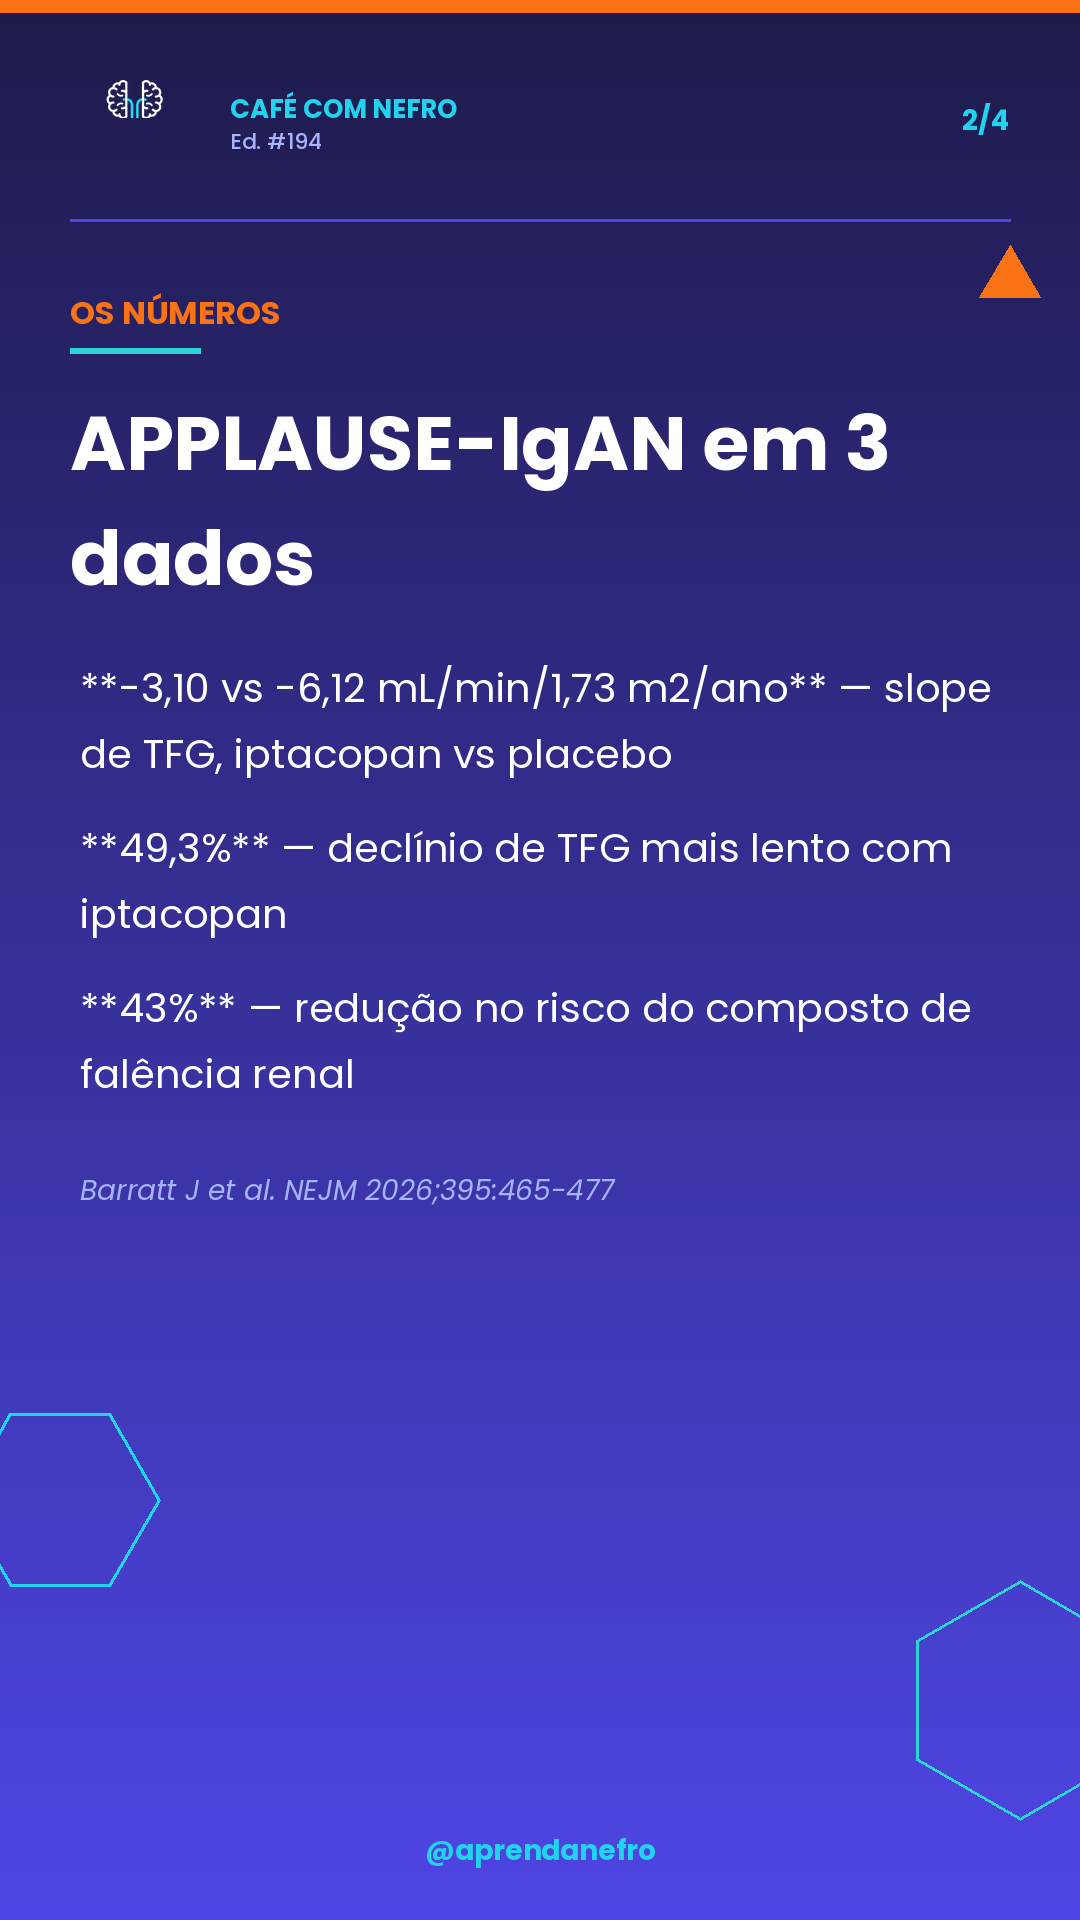 CAFÉ COM NEFRO
Ed. #194
2/4
OS NÚMEROS
APPLAUSE-IgAN em 3
dados
**-3,10 vs -6,12 mL/min/1,73 m2/ano** — slope
de TFG, iptacopan vs placebo
**49,3%** — declínio de TFG mais lento com
iptacopan
**43%** — redução no risco do composto de
falência renal
Barratt J et al. NEJM 2026;395:465-477
@aprendanefro